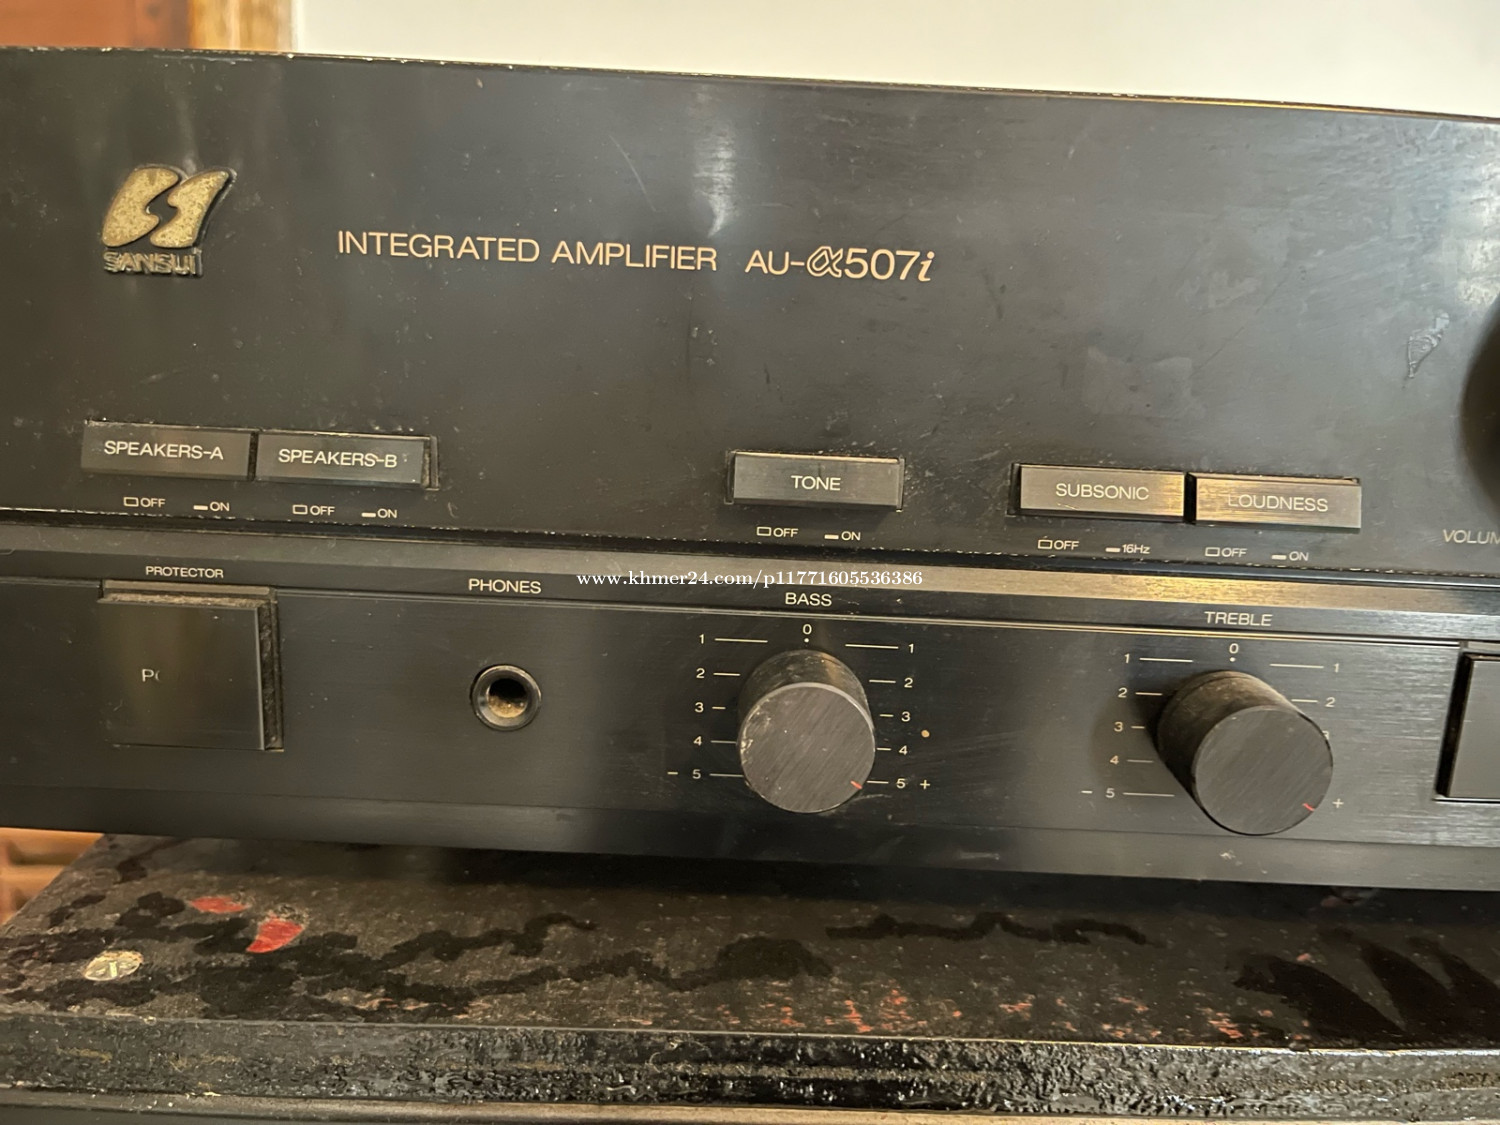 SANSUI
INTEGRATED AMPLIFIER AU-α507i
SPEAKERS-A SPEAKERS-B TONE SUBSONIC LOUDNESS
OFF ON OFF ON OFF ON OFF 16Hz OFF ON
VOLUM
PROTECTOR PHONES BASS TREBLE
www.khmer24.com/p11771605536386
0
1 1
2 2
3 3
4 4
- 5 5 +
0
1 1
2 2
3
4
- 5 +